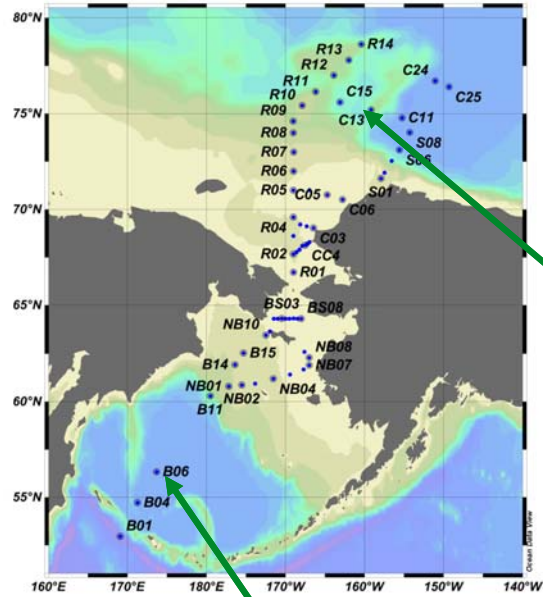 80°N
R13
R14
R12
C24
R11
C15
C25
R10
R09
75°N
C13
C11
R08
S08
R07
S06
R06
R05
C05
S01
70°N
C06
R04
C03
R02
CC4
R01
65°N
BS03
BS08
NB10
B15
NB08
B14
NB07
NB01
NB04
60°N
NB02
B11
B06
55°N
B04
B01
Ocean Data View
160°E 170°E 180°E 170°W 160°W 150°W 140°W